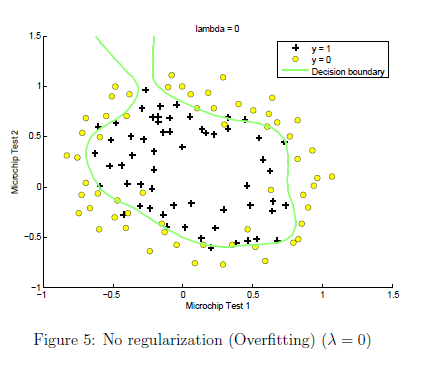 lambda = 0
1.5
y = 1
y = 0
Decision boundary
1
0.5
Microchip Test 2
0
−0.5
−1
−1
−0.5
0
0.5
1
1.5
Microchip Test 1
Figure 5: No regularization (Overfitting) (λ = 0)